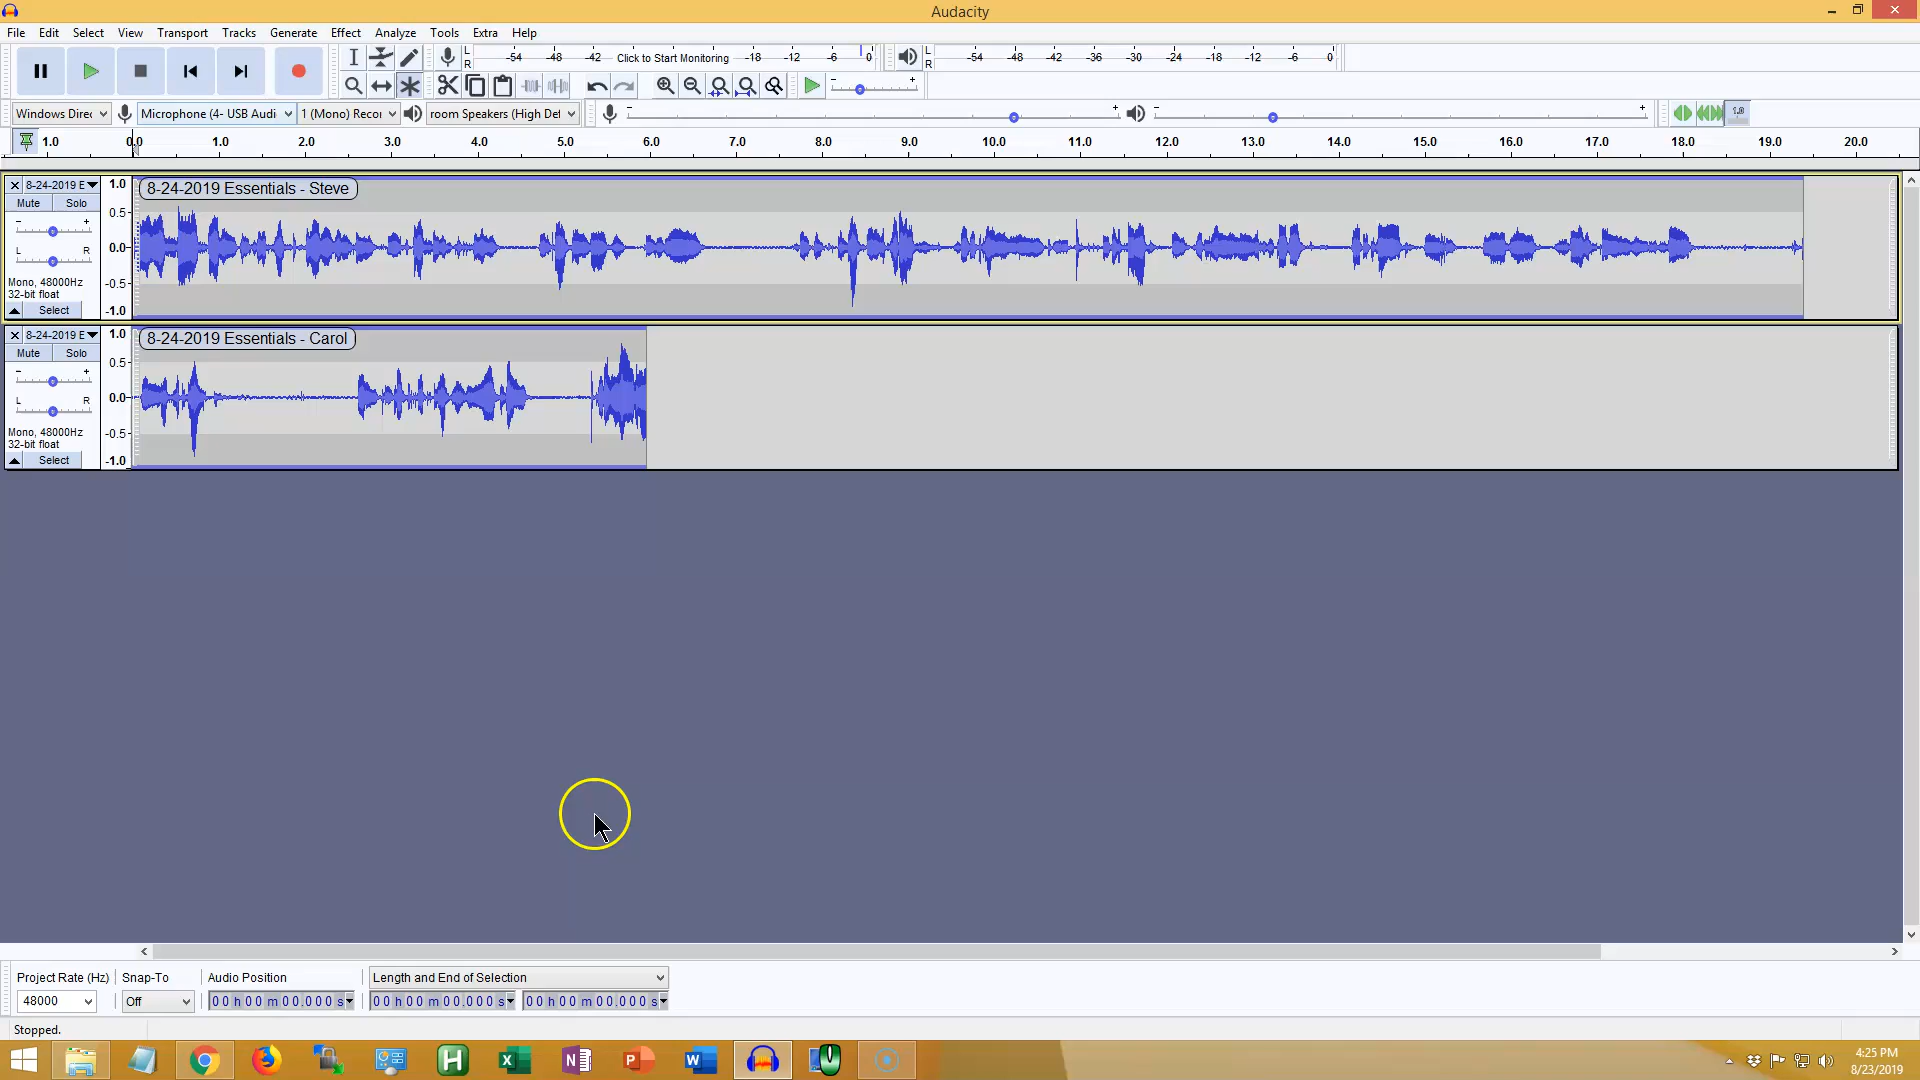 Audacity
File Edit Select View Transport Tracks Generate Effect Analyze Tools Extra Help
L R -54 -48 -42 Click to Start Monitoring -18 -12 -6 0 L R -54 -48 -42 -36 -30 -24 -18 -12 -6 0
- +
Windows Direc Microphone (4- USB Audi 1 (Mono) Recor room Speakers (High Def - + - +
1.0 0.0 1.0 2.0 3.0 4.0 5.0 6.0 7.0 8.0 9.0 10.0 11.0 12.0 13.0 14.0 15.0 16.0 17.0 18.0 19.0 20.0
8-24-2019 E 1.0 8-24-2019 Essentials - Steve
Mute Solo
- + 0.5
L R 0.0
Mono, 48000Hz -0.5
32-bit float
Select -1.0
8-24-2019 E 1.0 8-24-2019 Essentials - Carol
Mute Solo
- + 0.5
L R 0.0
Mono, 48000Hz -0.5
32-bit float
Select -1.0
Project Rate (Hz) Snap-To Audio Position Length and End of Selection
48000 Off 00 h 00 m 00.000 s 00 h 00 m 00.000 s 00 h 00 m 00.000 s
Stopped.
4:25 PM
8/23/2019